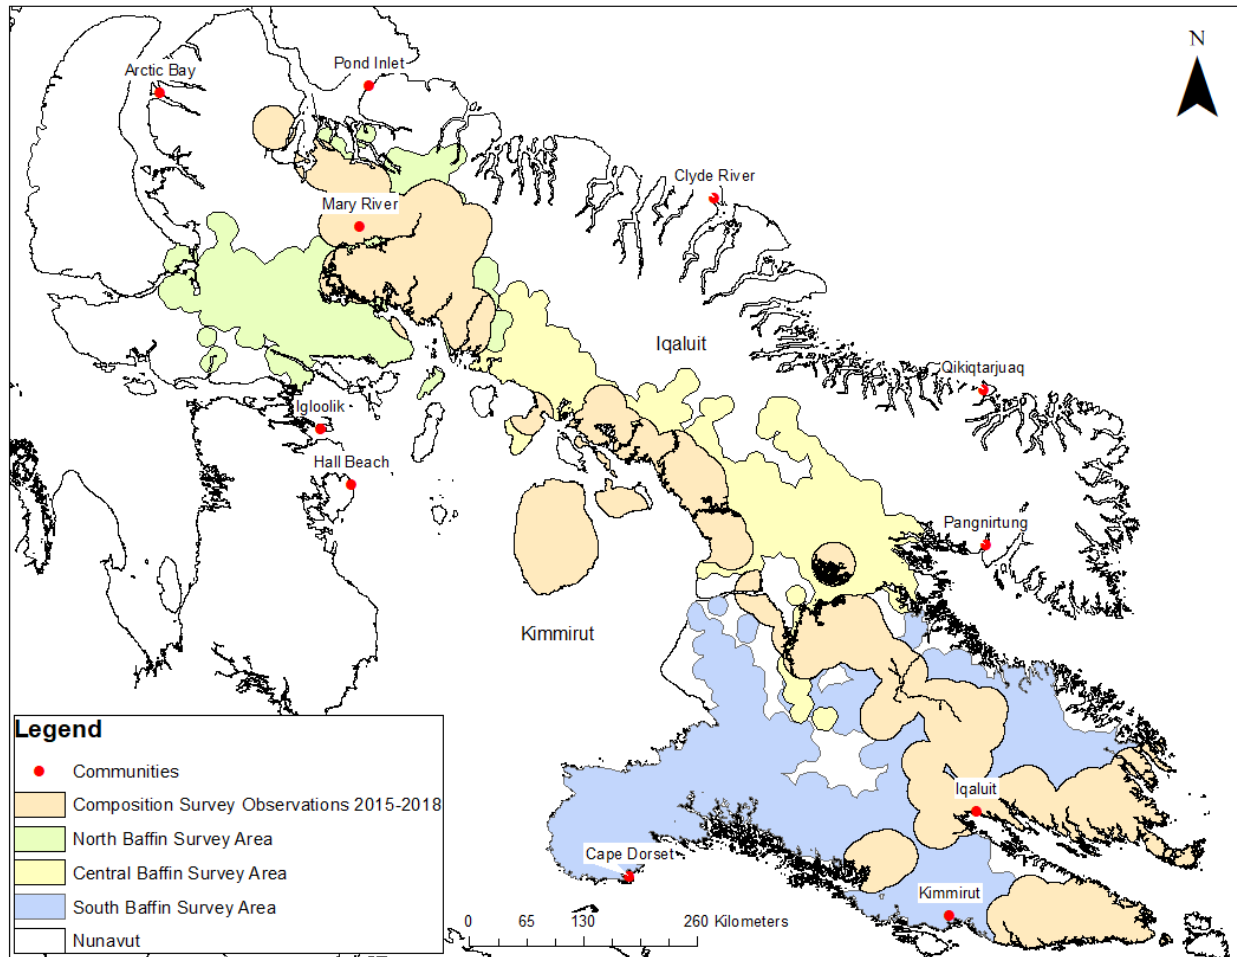 N
Arctic Bay
Pond Inlet
Clyde River
Mary River
Iqaluit
Qikiqtarjuaq
Igloolik
Hall Beach
Pangnirtung
Kimmirut
Iqaluit
Cape Dorset
Kimmirut
0 65 130 260 Kilometers
Legend
Communities
Composition Survey Observations 2015-2018
North Baffin Survey Area
Central Baffin Survey Area
South Baffin Survey Area
Nunavut